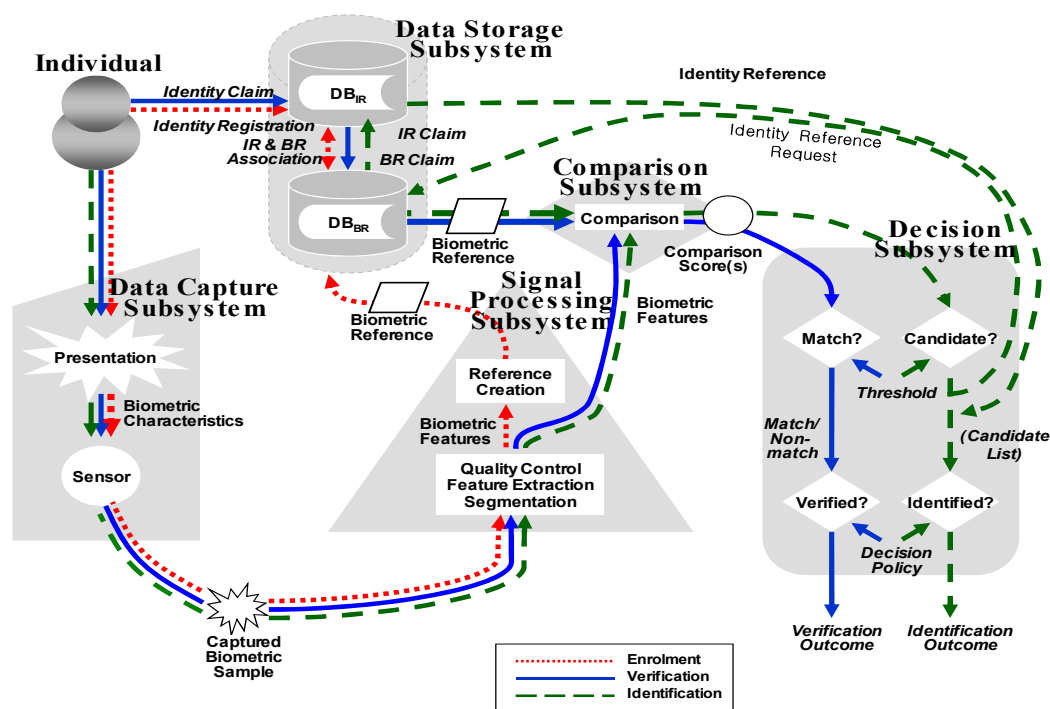 Data Storage
Subsystem
Individual
Identity Claim
Identity Registration
DB_IR
IR & BR
Association
IR Claim
BR Claim
DB_BR
Identity Reference
Identity Reference
Request
Comparison
Subsystem
Comparison
Biometric
Reference
Comparison
Score(s)
Decision
Subsystem
Data Capture
Subsystem
Signal
Processing
Subsystem
Biometric
Features
Biometric
Reference
Presentation
Match?
Candidate?
Reference
Creation
Threshold
Biometric
Characteristics
Biometric
Features
Match/
Non-
match
(Candidate
List)
Sensor
Quality Control
Feature Extraction
Segmentation
Verified?
Identified?
Decision
Policy
Captured
Biometric
Sample
Verification
Outcome
Identification
Outcome
Enrolment
Verification
Identification